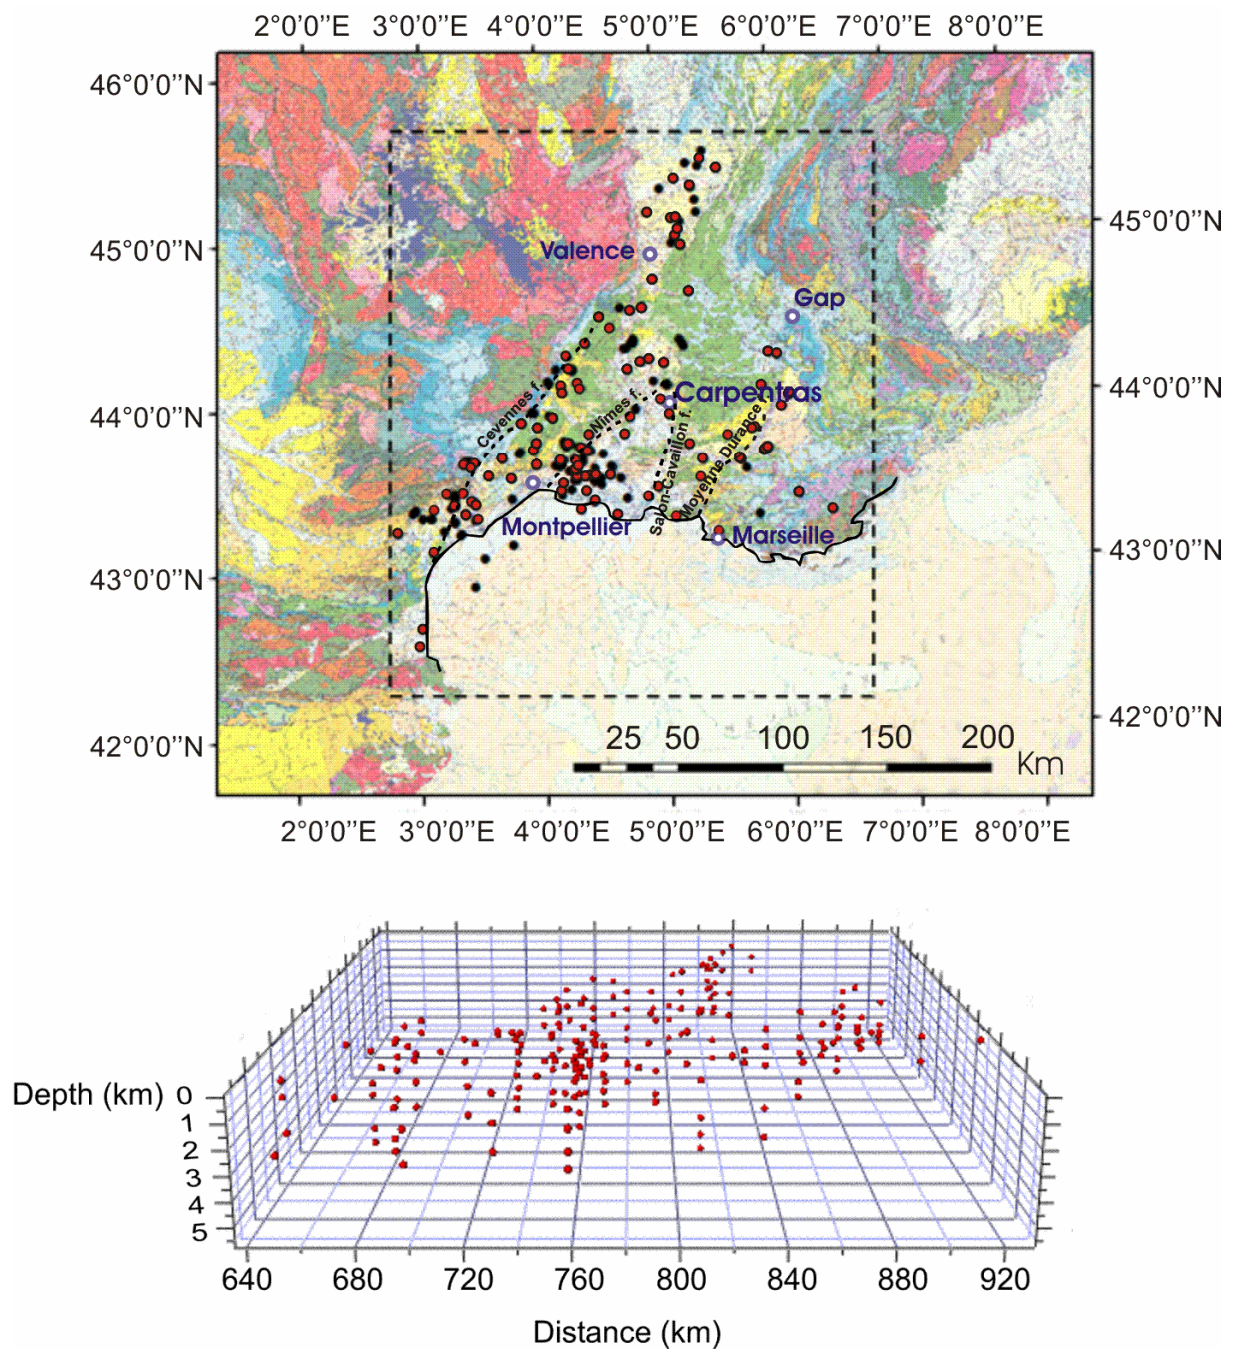 2°0’0”E 3°0’0”E 4°0’0”E 5°0’0”E 6°0’0”E 7°0’0”E 8°0’0”E
46°0’0”N
45°0’0”N
45°0’0”N
Valence
Gap
44°0’0”N
44°0’0”N
Carpentras
Cevennes f.
Nîmes f.
Salon-Cavaillon f.
Moyenne Durance f.
Montpellier
Marseille
43°0’0”N
43°0’0”N
42°0’0”N
42°0’0”N
25 50 100 150 200
Km
2°0’0”E 3°0’0”E 4°0’0”E 5°0’0”E 6°0’0”E 7°0’0”E 8°0’0”E
Depth (km) 0
1
2
3
4
5
640 680 720 760 800 840 880 920
Distance (km)